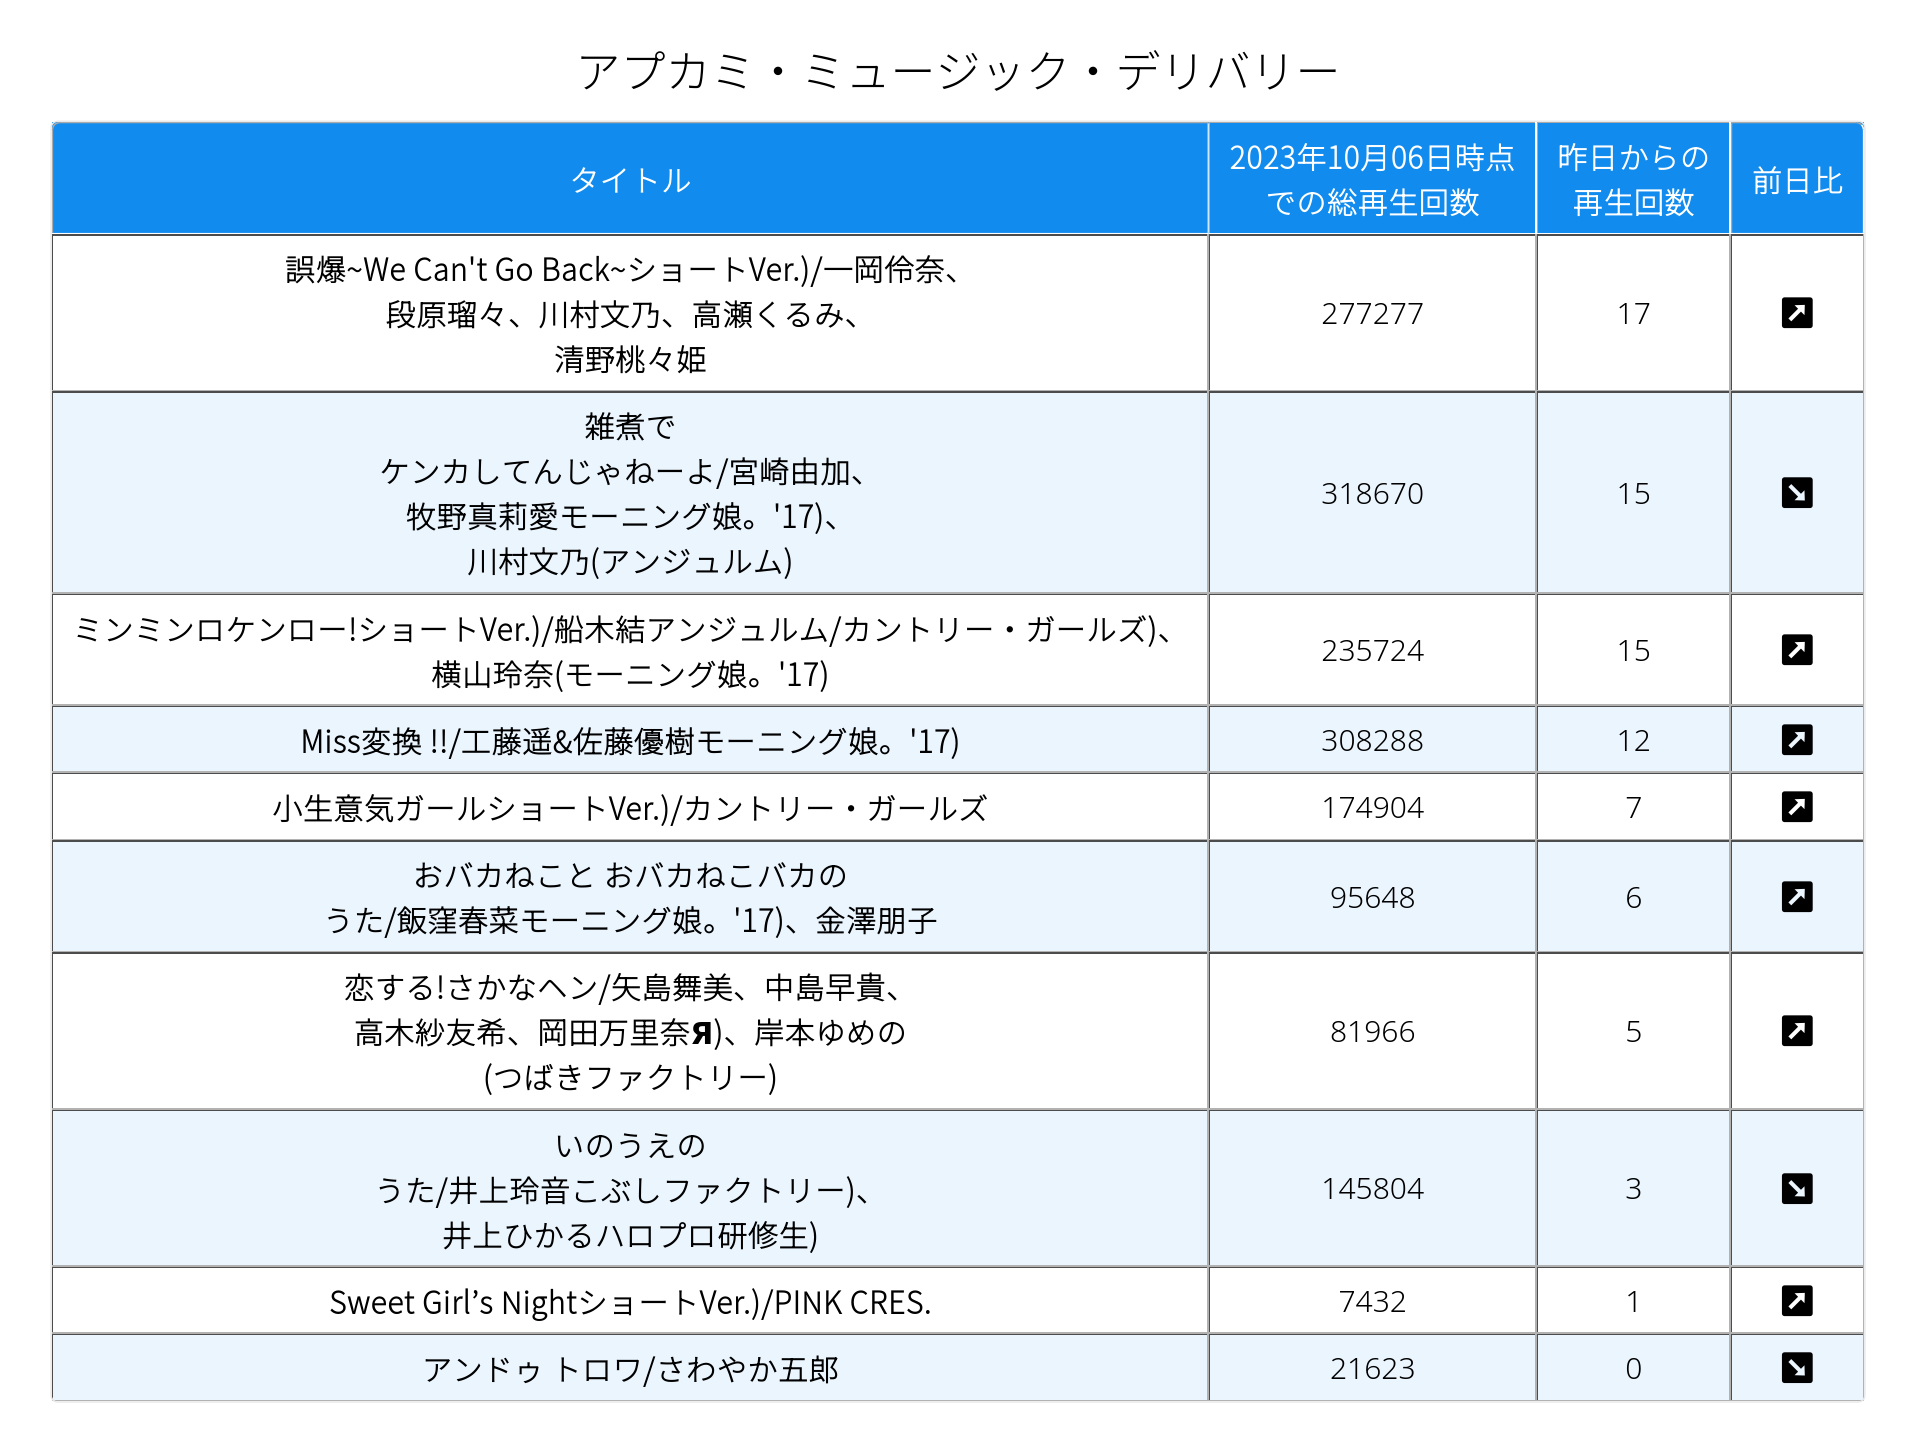 アプカミ・ミュージック・デリバリー
タイトル
2023年10月06日時点
での総再生回数
昨日からの
再生回数
前日比
誤爆~We Can't Go Back~ショートVer.)/一岡伶奈、
段原瑠々、川村文乃、高瀬くるみ、
清野桃々姫
277277
17
雑煮で
ケンカしてんじゃねーよ/宮崎由加、
牧野真莉愛モーニング娘。'17)、
川村文乃(アンジュルム)
318670
15
ミンミンロケンロー!ショートVer.)/船木結アンジュルム/カントリー・ガールズ)、
横山玲奈(モーニング娘。'17)
235724
15
Miss変換 !!/工藤遥&佐藤優樹モーニング娘。'17)
308288
12
小生意気ガールショートVer.)/カントリー・ガールズ
174904
7
おバカねこと おバカねこバカの
うた/飯窪春菜モーニング娘。'17)、金澤朋子
95648
6
恋する!さかなヘン/矢島舞美、中島早貴、
高木紗友希、岡田万里奈Я)、岸本ゆめの
(つばきファクトリー)
81966
5
いのうえの
うた/井上玲音こぶしファクトリー)、
井上ひかるハロプロ研修生)
145804
3
Sweet Girl’s NightショートVer.)/PINK CRES.
7432
1
アンドゥ トロワ/さわやか五郎
21623
0